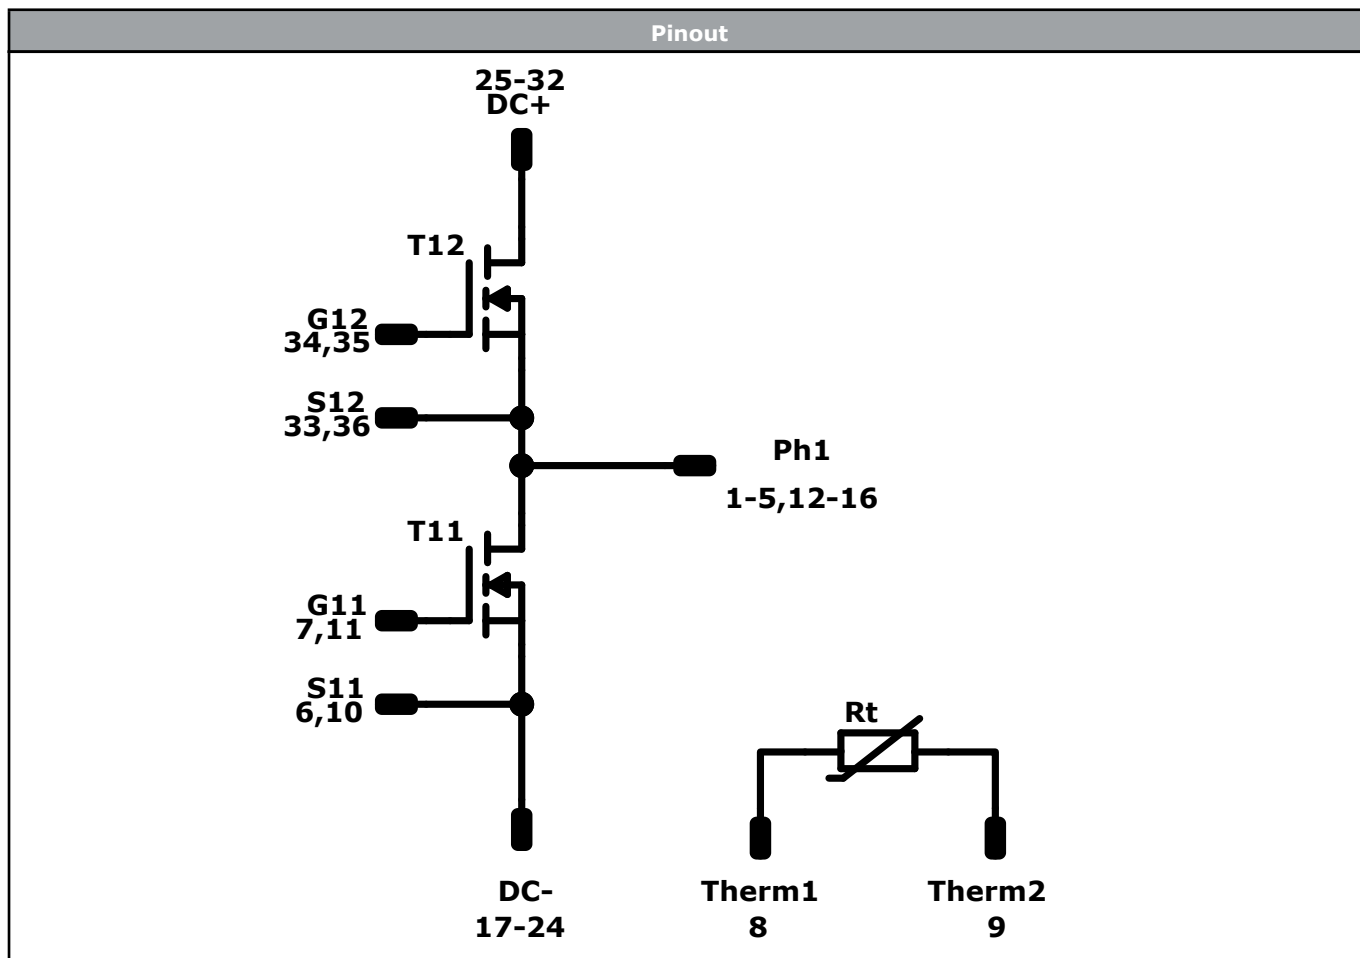 Pinout
25-32
DC+
T12
G12
34,35
S12
33,36
Ph1
1-5,12-16
T11
G11
7,11
S11
6,10
Rt
DC-
17-24
Therm1
8
Therm2
9